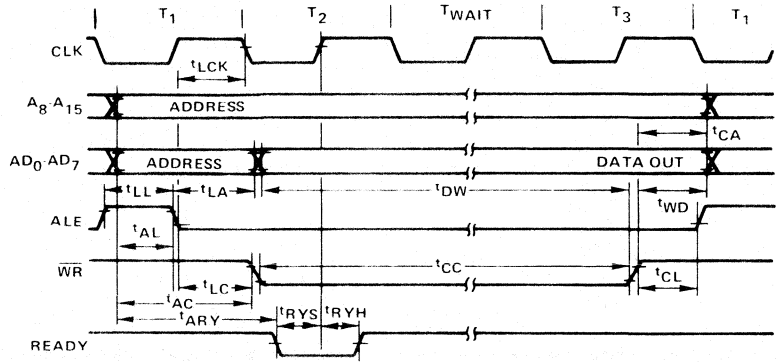 T1 T2 TWAIT T3 T1
CLK
tLCK
A8-A15 ADDRESS
tCA
AD0-AD7 ADDRESS DATA OUT
tLL tLA tDW tWD
ALE
tAL
WR tCC
tLC tCL
tAC
tARY tRYS tRYH
READY